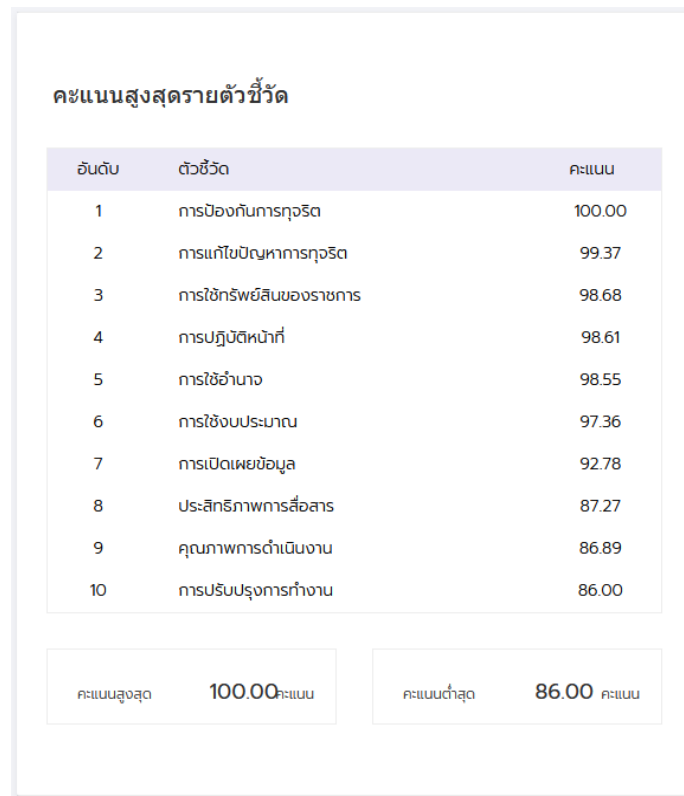 คะแนนสูงสุดรายตัวชี้วัด
อันดับ ตัวชี้วัด คะแนน
1 การป้องกันการทุจริต 100.00
2 การแก้ไขปัญหาการทุจริต 99.37
3 การใช้ทรัพย์สินของราชการ 98.68
4 การปฏิบัติหน้าที่ 98.61
5 การใช้อำนาจ 98.55
6 การใช้งบประมาณ 97.36
7 การเปิดเผยข้อมูล 92.78
8 ประสิทธิภาพการสื่อสาร 87.27
9 คุณภาพการดำเนินงาน 86.89
10 การปรับปรุงการทำงาน 86.00
คะแนนสูงสุด 100.00คะแนน คะแนนต่ำสุด 86.00 คะแนน